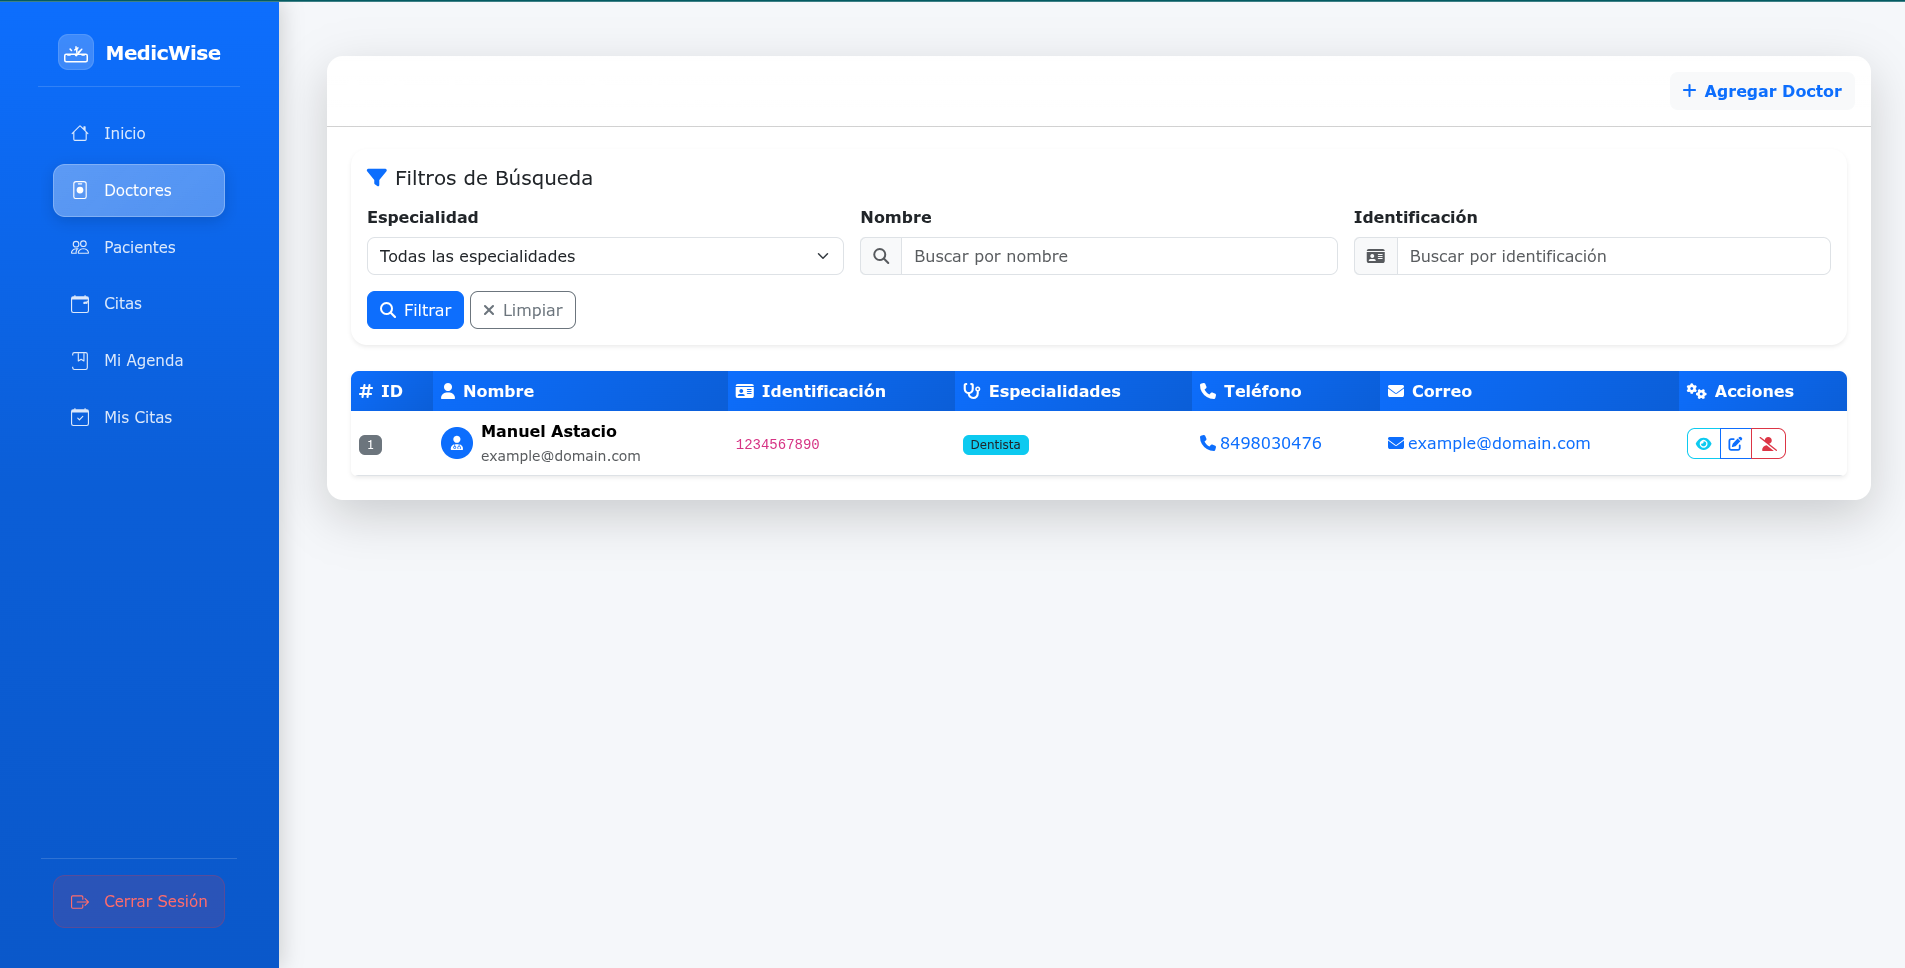 MedicWise
Inicio
Doctores
Pacientes
Citas
Mi Agenda
Mis Citas
Cerrar Sesión
Agregar Doctor
Filtros de Búsqueda
Especialidad Nombre Identificación
Todas las especialidades Buscar por nombre Buscar por identificación
Filtrar Limpiar
ID Nombre Identificación Especialidades Teléfono Correo Acciones
1 Manuel Astacio 1234567890 Dentista 8498030476 example@domain.com
example@domain.com